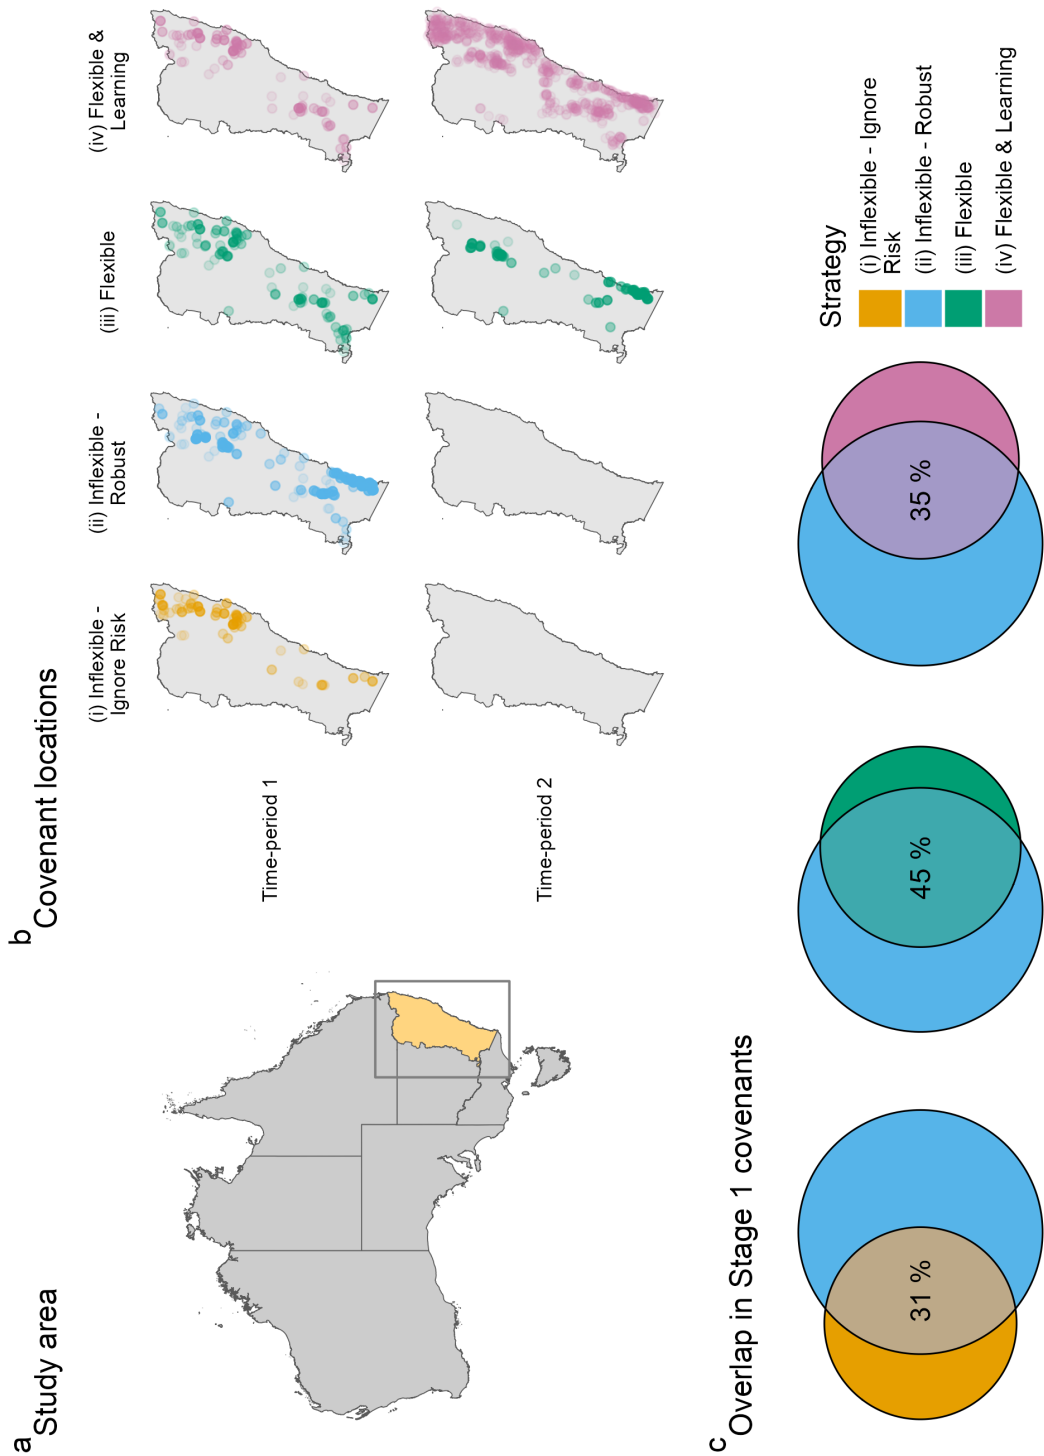 a
Study area
b
Covenant locations
(i) Inflexible -
Ignore Risk
(ii) Inflexible -
Robust
(iii) Flexible
(iv) Flexible &
Learning
Time-period 1
Time-period 2
c
Overlap in Stage 1 covenants
31 %
45 %
35 %
Strategy
(i) Inflexible - Ignore
Risk
(ii) Inflexible - Robust
(iii) Flexible
(iv) Flexible & Learning